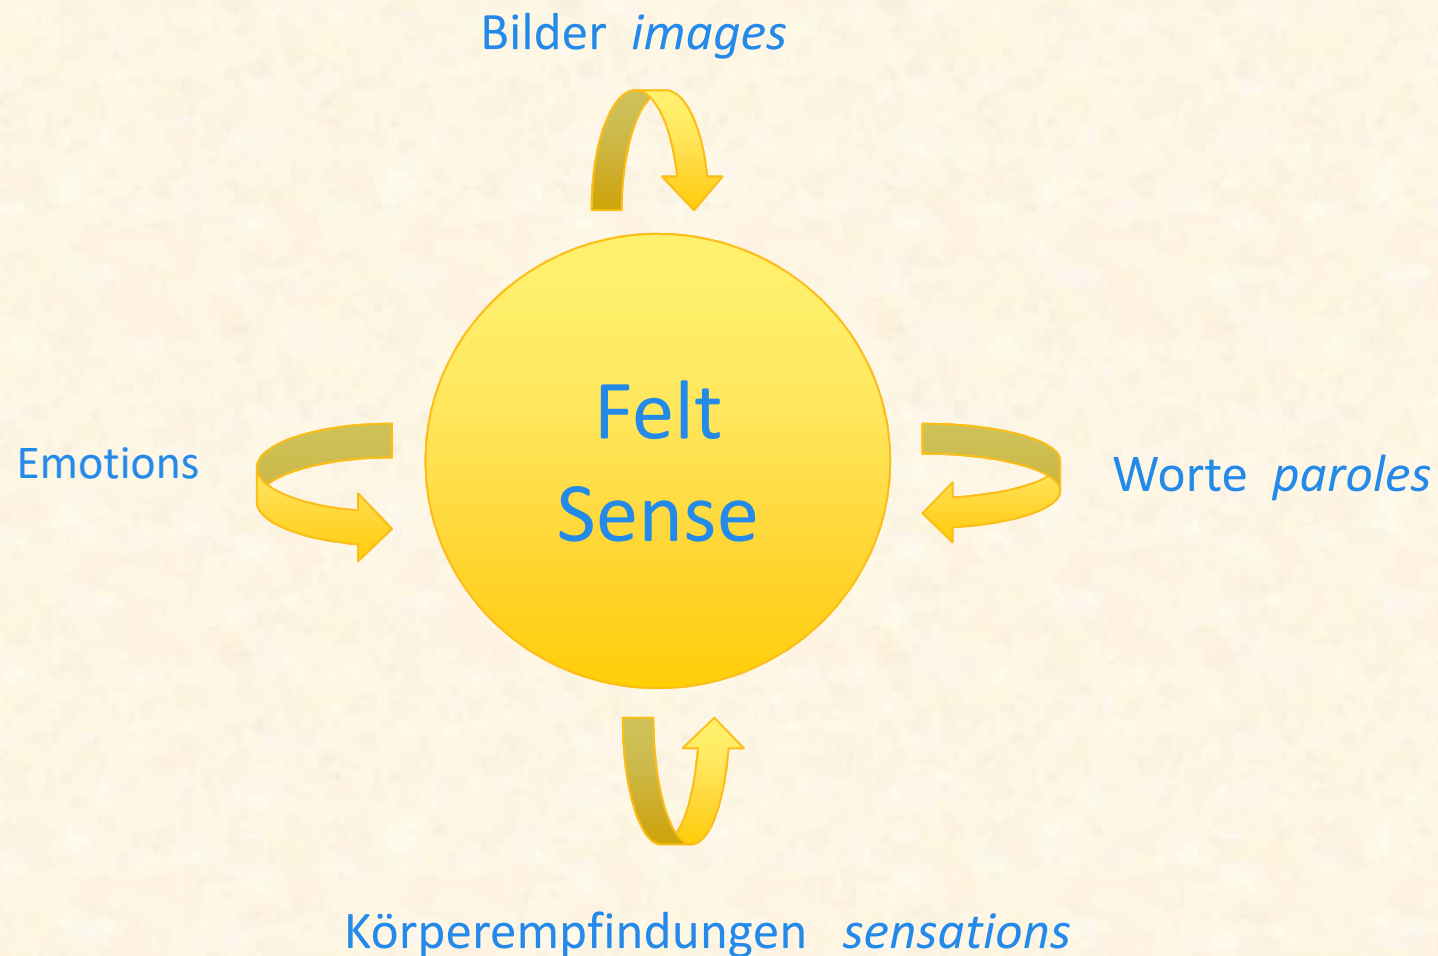 Bilder images
Felt
Sense
Emotions
Worte paroles
Körperempfindungen sensations